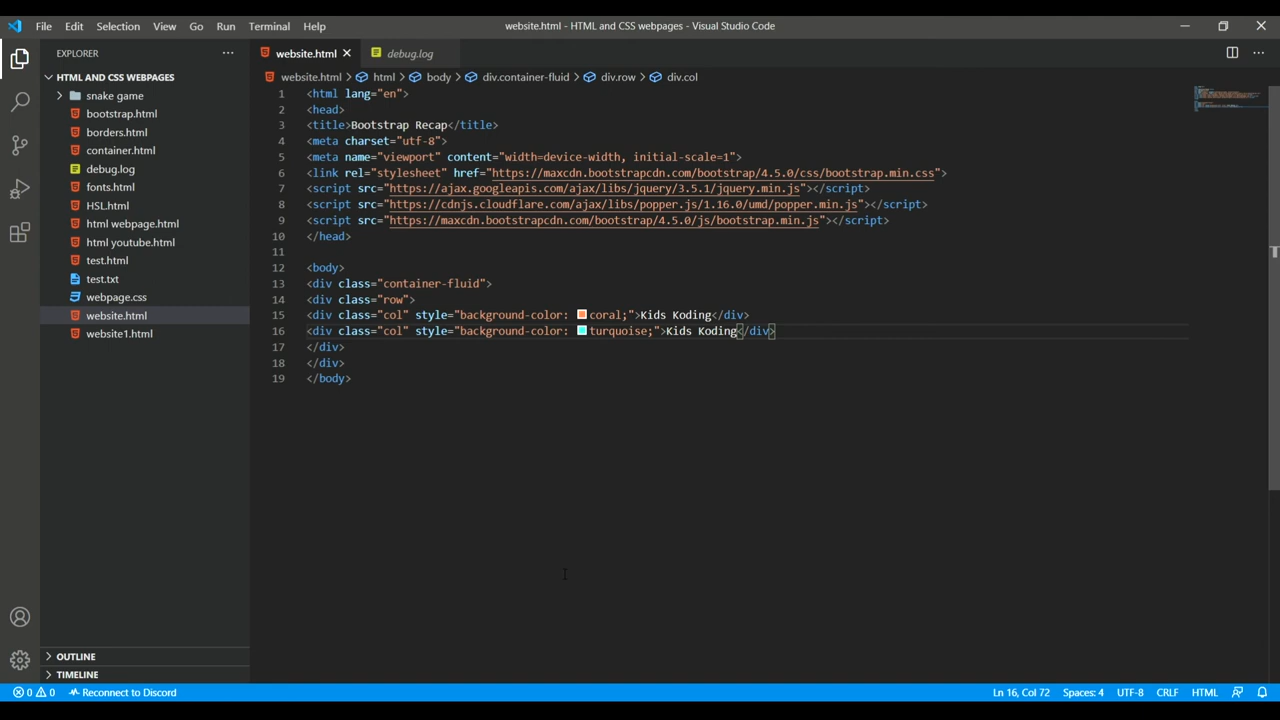 File Edit Selection View Go Run Terminal Help
website.html - HTML and CSS webpages - Visual Studio Code
EXPLORER
HTML AND CSS WEBPAGES
snake game
bootstrap.html
borders.html
container.html
debug.log
fonts.html
HSL.html
html webpage.html
html youtube.html
test.html
test.txt
webpage.css
website.html
website1.html
OUTLINE
TIMELINE
website.html debug.log
website.html > html > body > div.container-fluid > div.row > div.col
1 <html lang="en">
2 <head>
3 <title>Bootstrap Recap</title>
4 <meta charset="utf-8">
5 <meta name="viewport" content="width=device-width, initial-scale=1">
6 <link rel="stylesheet" href="https://maxcdn.bootstrapcdn.com/bootstrap/4.5.0/css/bootstrap.min.css">
7 <script src="https://ajax.googleapis.com/ajax/libs/jquery/3.5.1/jquery.min.js"></script>
8 <script src="https://cdnjs.cloudflare.com/ajax/libs/popper.js/1.16.0/umd/popper.min.js"></script>
9 <script src="https://maxcdn.bootstrapcdn.com/bootstrap/4.5.0/js/bootstrap.min.js"></script>
10 </head>
11
12 <body>
13 <div class="container-fluid">
14 <div class="row">
15 <div class="col" style="background-color: coral;">Kids Koding</div>
16 <div class="col" style="background-color: turquoise;">Kids Koding</div>
17 </div>
18 </div>
19 </body>
0 0 Reconnect to Discord
Ln 16, Col 72 Spaces: 4 UTF-8 CRLF HTML